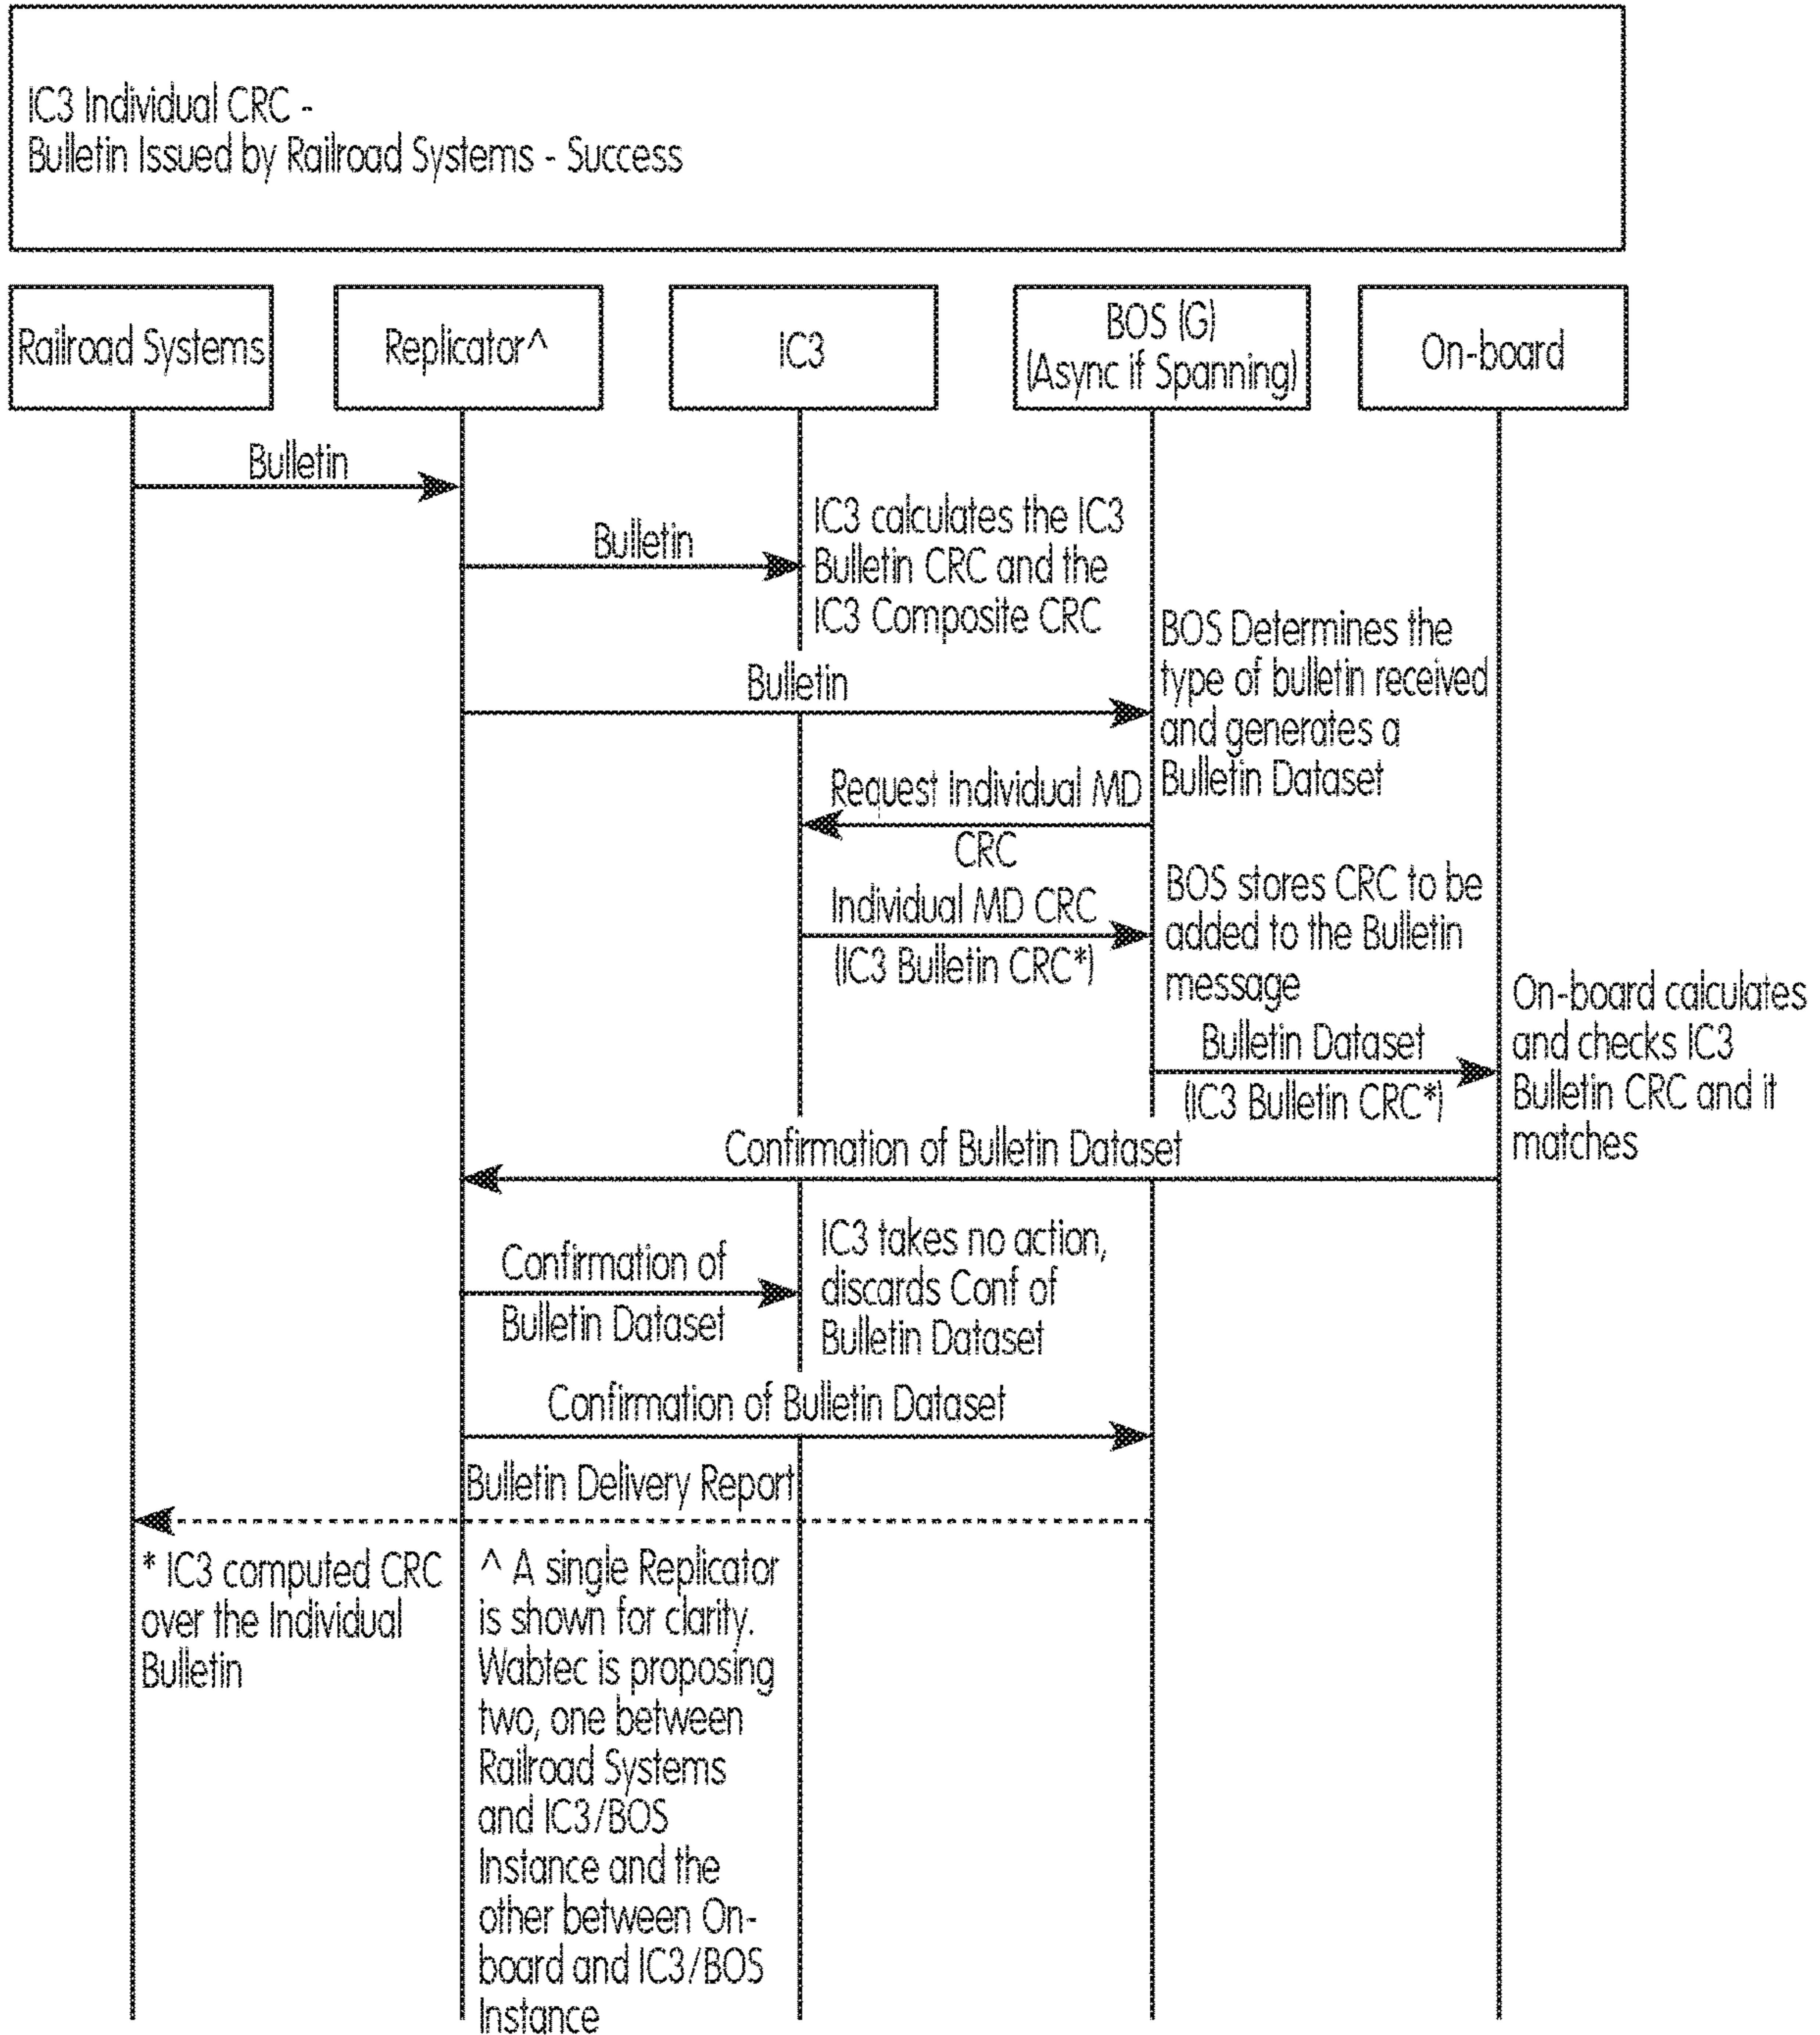 IC3 Individual CRC -
Bulletin Issued by Railroad Systems - Success
Railroad Systems
Replicator^
IC3
BOS (G)
(Async if Spanning)
On-board
Bulletin
Bulletin
IC3 calculates the IC3
Bulletin CRC and the
IC3 Composite CRC
Bulletin
BOS Determines the
type of bulletin received
and generates a
Bulletin Dataset
Request Individual MD
CRC
Individual MD CRC
(IC3 Bulletin CRC*)
BOS stores CRC to be
added to the Bulletin
message
Bulletin Dataset
(IC3 Bulletin CRC*)
On-board calculates
and checks IC3
Bulletin CRC and it
matches
Confirmation of Bulletin Dataset
Confirmation of
Bulletin Dataset
IC3 takes no action,
discards Conf of
Bulletin Dataset
Confirmation of Bulletin Dataset
Bulletin Delivery Report
* IC3 computed CRC
over the Individual
Bulletin
^ A single Replicator
is shown for clarity.
Wabtec is proposing
two, one between
Railroad Systems
and IC3/BOS
Instance and the
other between On-
board and IC3/BOS
Instance